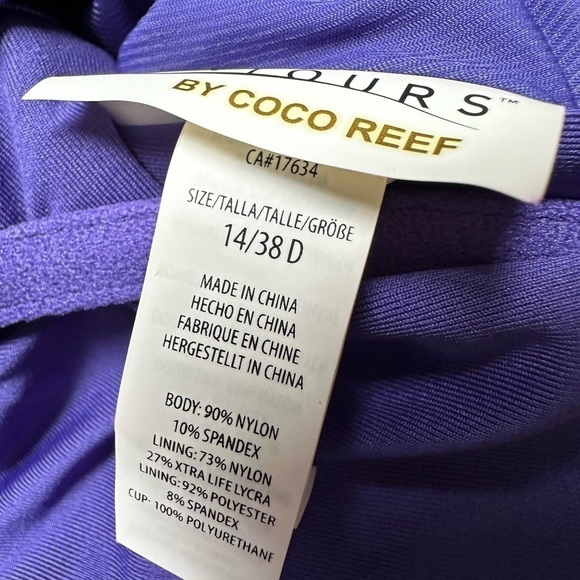 OURS™
BY COCO REEF
CA#17634
SIZE/TALLA/TALLE/GRÖßE
14/38 D
MADE IN CHINA
HECHO EN CHINA
FABRIQUE EN CHINE
HERGESTELLT IN CHINA
BODY: 90% NYLON
10% SPANDEX
LINING: 73% NYLON
27% XTRA LIFE LYCRA
LINING: 92% POLYESTER
8% SPANDEX
CUP: 100% POLYURETHANE